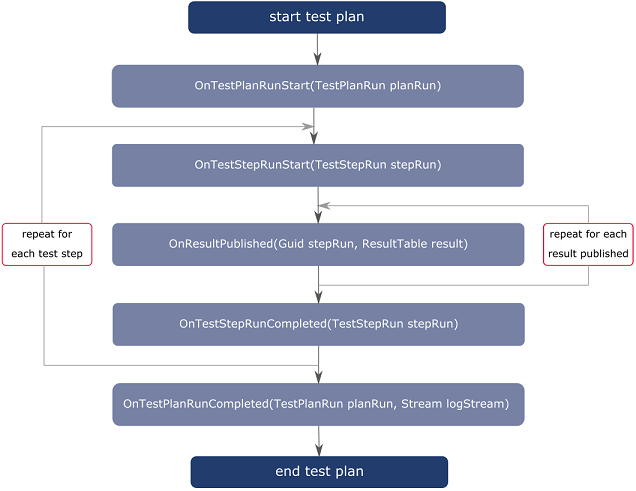 start test plan
OnTestPlanRunStart(TestPlanRun planRun)
OnTestStepRunStart(TestStepRun stepRun)
repeat for
each test step
OnResultPublished(Guid stepRun, ResultTable result)
repeat for each
result published
OnTestStepRunCompleted(TestStepRun stepRun)
OnTestPlanRunCompleted(TestPlanRun planRun, Stream logStream)
end test plan